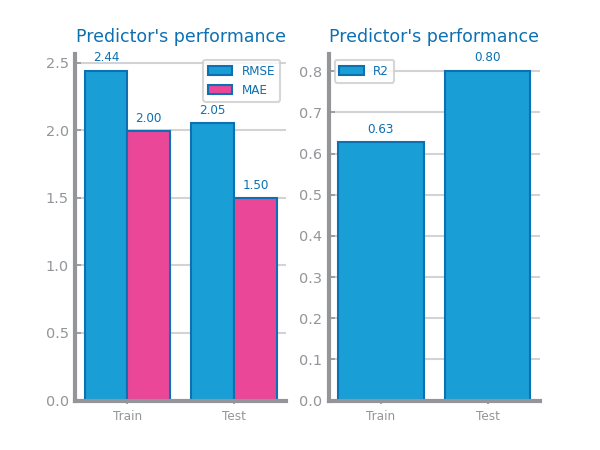 Predictor's performance
2.5
2.0
1.5
1.0
0.5
0.0
2.44
2.00
2.05
1.50
RMSE
MAE
Train
Test
Predictor's performance
0.8
0.7
0.6
0.5
0.4
0.3
0.2
0.1
0.0
R2
0.63
0.80
Train
Test